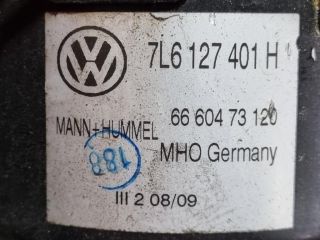 7L6 127 401 H
MANN+HUMMEL 66 604 73 120
188 MHO Germany
III 2 08/09